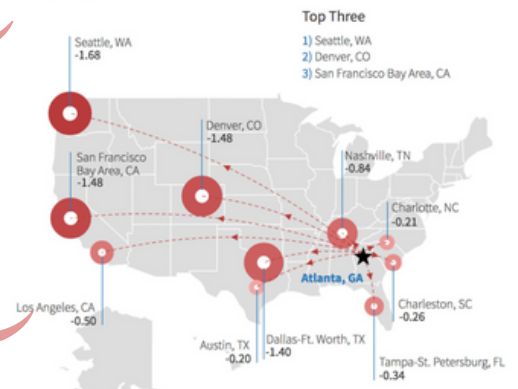 Top Three
1) Seattle, WA
2) Denver, CO
3) San Francisco Bay Area, CA
Seattle, WA
-1.68
Denver, CO
-1.48
San Francisco
Bay Area, CA
-1.48
Nashville, TN
-0.84
Charlotte, NC
-0.21
Atlanta, GA
Los Angeles, CA
-0.50
Charleston, SC
-0.26
Austin, TX
-0.20
Dallas-Ft. Worth, TX
-1.40
Tampa-St. Petersburg, FL
-0.34